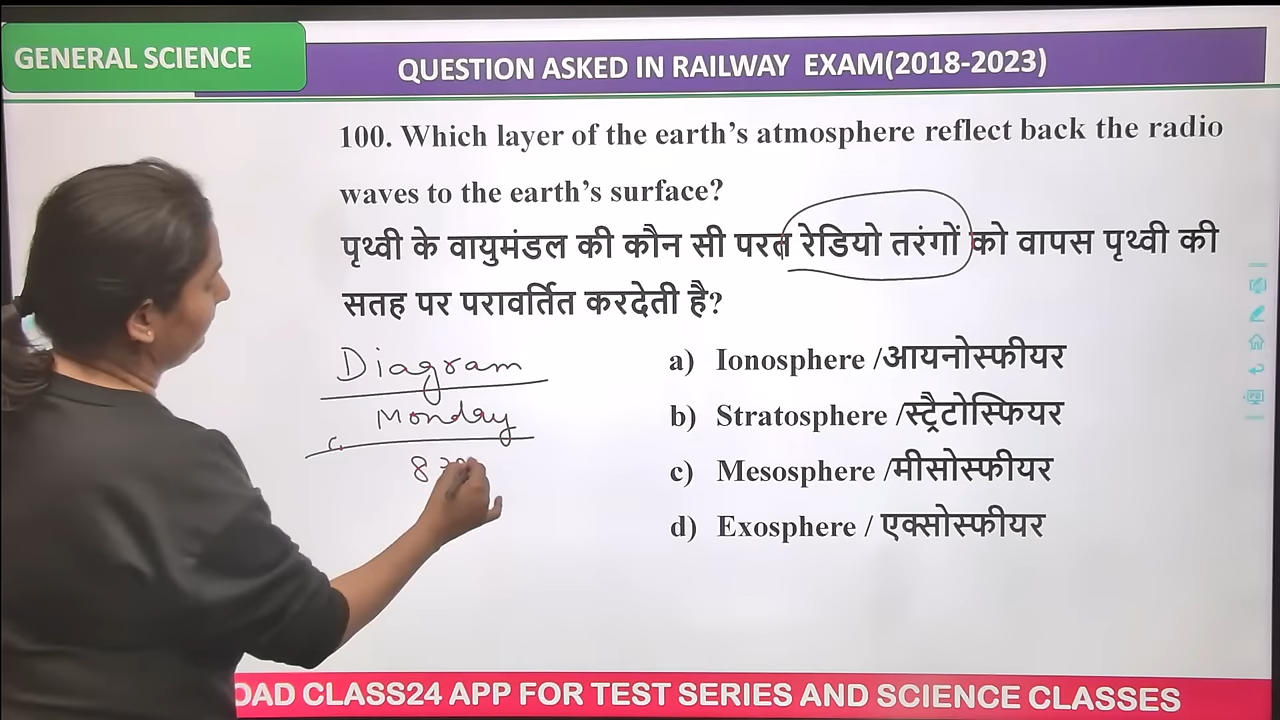 GENERAL SCIENCE
QUESTION ASKED IN RAILWAY EXAM(2018-2023)
100. Which layer of the earth's atmosphere reflect back the radio
waves to the earth's surface?
पृथ्वी के वायुमंडल की कौन सी परत रेडियो तरंगों को वापस पृथ्वी की
सतह पर परावर्तित करदेती है?
Diagram
Monday
a) Ionosphere /आयनोस्फीयर
b) Stratosphere /स्ट्रैटोस्फियर
c) Mesosphere /मीसोस्फीयर
d) Exosphere / एक्सोस्फीयर
CLASS24 APP FOR TEST SERIES AND SCIENCE CLASSES